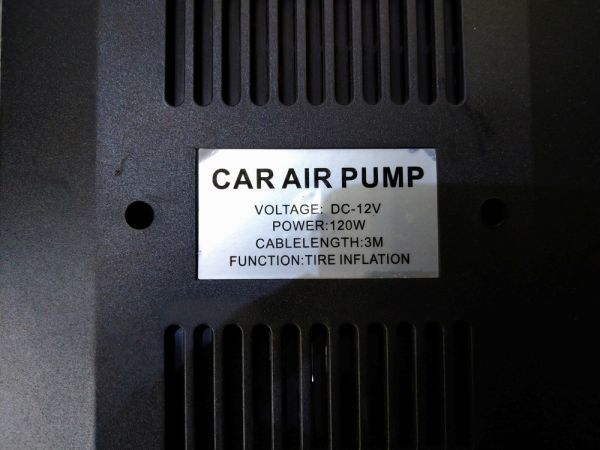 CAR AIR PUMP
VOLTAGE: DC-12V
POWER:120W
CABLELENGTH:3M
FUNCTION:TIRE INFLATION